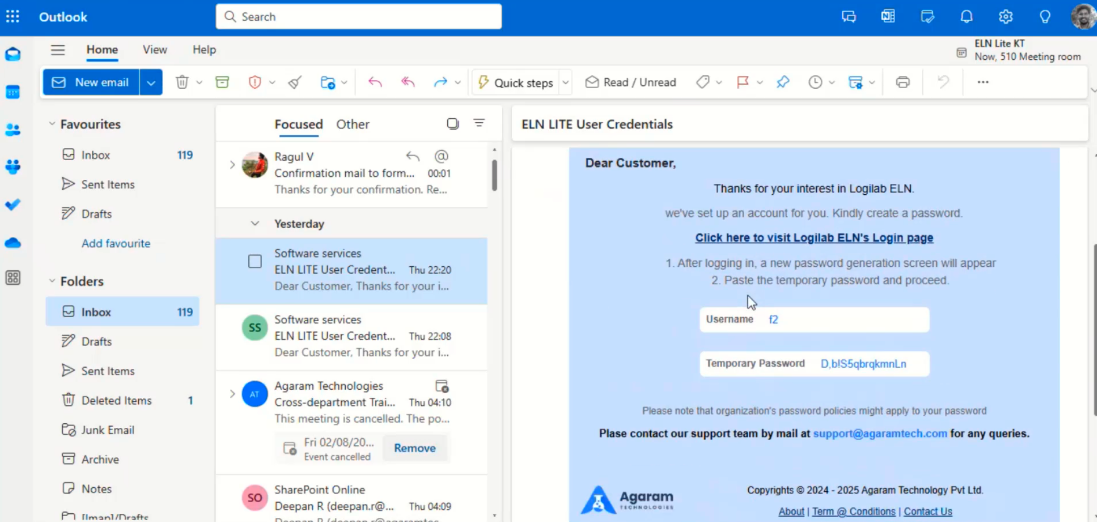 Outlook
Search
ELN Lite KT
Now, 510 Meeting room
Home View Help
New email
Quick steps
Read / Unread
Favourites
Inbox 119
Sent Items
Drafts
Add favourite
Folders
Inbox 119
Drafts
Sent Items
Deleted Items 1
Junk Email
Archive
Notes
[Imap]/Drafts
Focused Other
Ragul V
Confirmation mail to form... 00:01
Thanks for your confirmation. Re...
Yesterday
Software services
ELN LITE User Credent... Thu 22:20
Dear Customer, Thanks for your i...
SS
Software services
ELN LITE User Credent... Thu 22:08
Dear Customer, Thanks for your i...
AT
Agaram Technologies
Cross-department Trai... Thu 04:10
This meeting is cancelled. The po...
Fri 02/08/20...
Event cancelled
Remove
SO
SharePoint Online
Deepan R (deepan.r@... Thu 04:09
Deepan R (deepan.r@agaramtec...
ELN LITE User Credentials
Dear Customer,
Thanks for your interest in Logilab ELN.
we've set up an account for you. Kindly create a password.
Click here to visit Logilab ELN's Login page
1. After logging in, a new password generation screen will appear
2. Paste the temporary password and proceed.
Username f2
Temporary Password D,bIS5qbrqkmnLn
Please note that organization's password policies might apply to your password
Plase contact our support team by mail at support@agaramtech.com for any queries.
Agaram
TECHNOLOGIES
Copyrights © 2024 - 2025 Agaram Technology Pvt Ltd.
About | Term @ Conditions | Contact Us